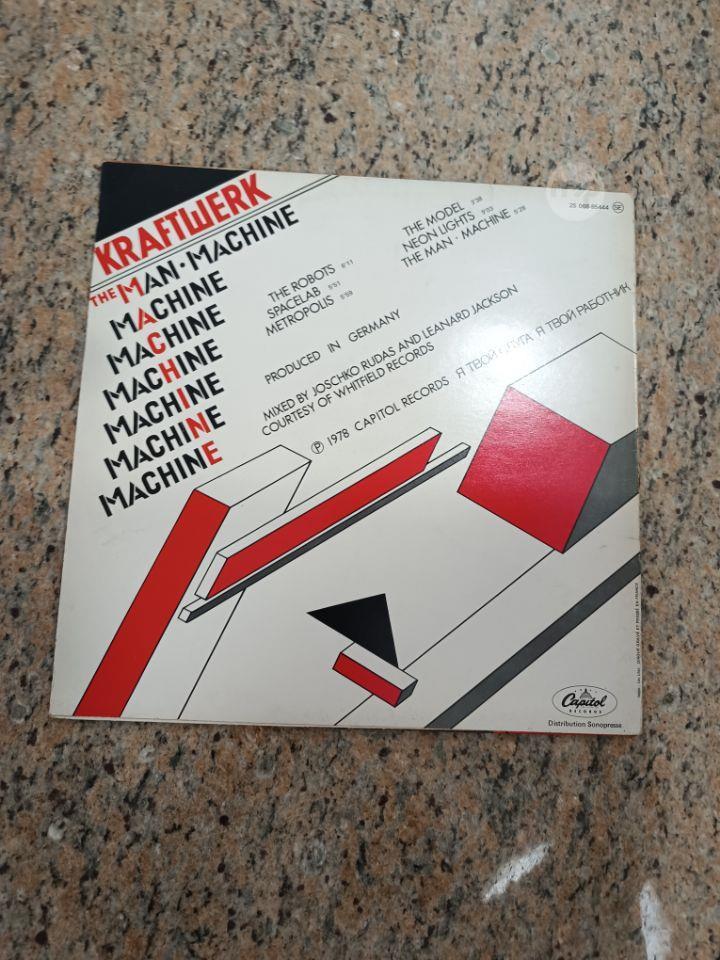 KRAFTWERK
THE MAN·MACHINE
MACHINE
MACHINE
MACHINE
MACHINE
MACHINE
MACHINE
THE ROBOTS 6'11
SPACELAB 5'51
METROPOLIS 5'59
THE MODEL 3'38
NEON LIGHTS 9'03
THE MAN·MACHINE 5'28
2S 068 85444 SE
PRODUCED IN GERMANY
MIXED BY JOSCHKO RUDAS AND LEANARD JACKSON
COURTESY OF WHITFIELD RECORDS
Ⓟ 1978 CAPITOL RECORDS Я ТВОЙ СЛУГА Я ТВОЙ РАБОТНИК
Capitol
RECORDS
Distribution Sonopresse